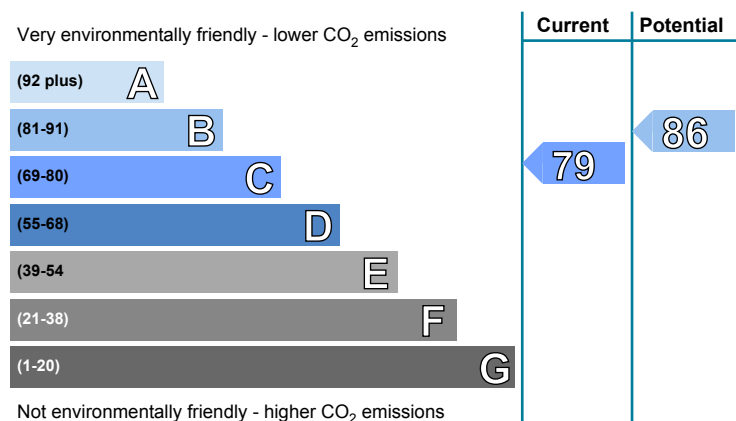 Very environmentally friendly - lower CO2 emissions
Current
Potential
(92 plus) A
(81-91) B
(69-80) C
(55-68) D
(39-54 E
(21-38) F
(1-20) G
79
86
Not environmentally friendly - higher CO2 emissions